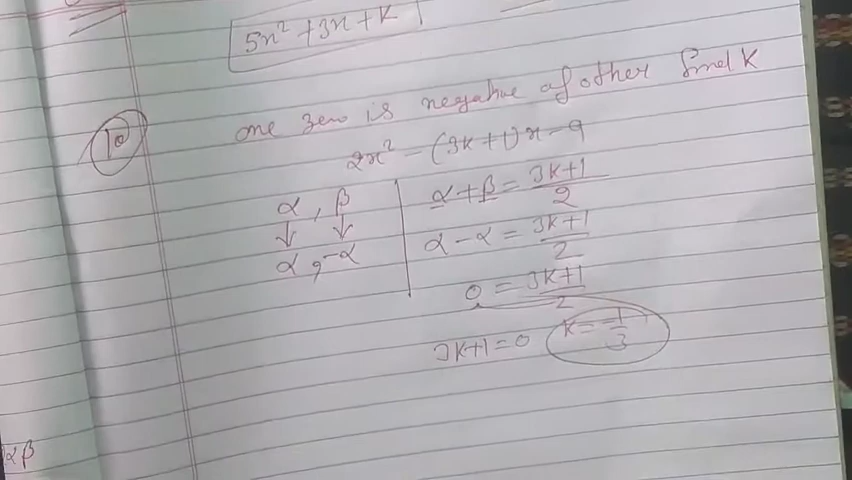 5x² + 3x + k
10
one zero is negative of other find k
2x² - (3k+1)x - 9
α , β
↓ ↓
α , -α
α + β = 3k+1/2
α - α = 3k+1/2
0 = 3k+1/2
3k+1=0 k = -1/3
αβ